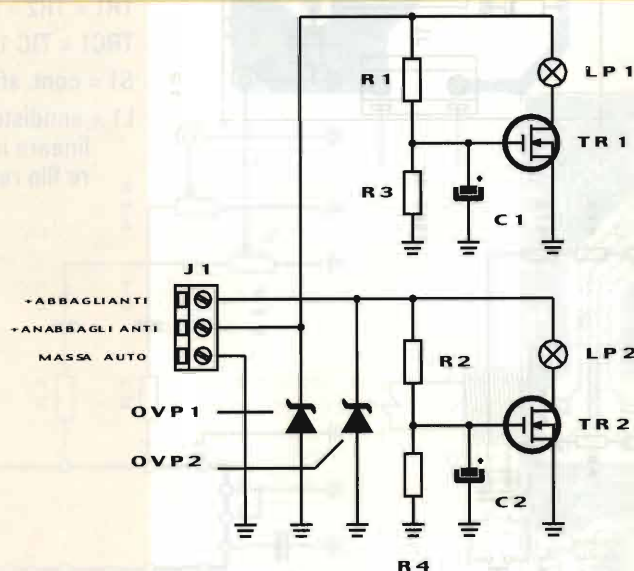 R1
LP1
TR1
R3
C1
J1
+ABBAGLIANTI
+ANABBAGLIANTI
MASSA AUTO
R2
LP2
OVP1
TR2
OVP2
C2
R4